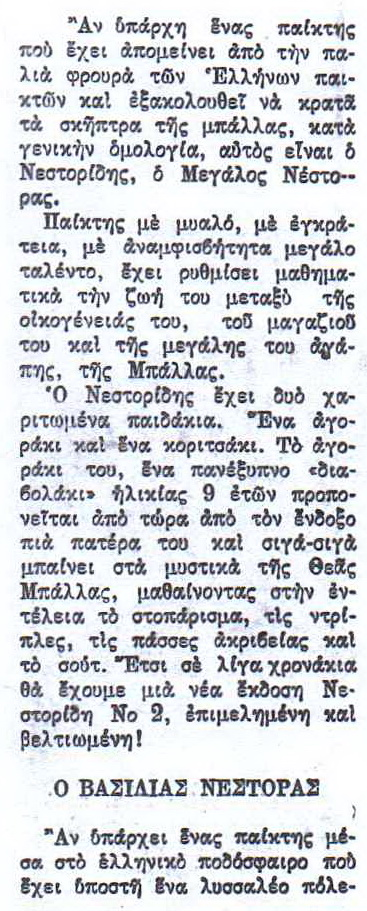 Ἄν ὑπάρχη ἕνας παίκτης
ποὺ ἔχει ἀπομείνει ἀπὸ τὴν πα-
λιὰ φρουρὰ τῶν Ἑλλήνων παι-
κτῶν καὶ ἐξακολουθεῖ νὰ κρατᾶ
τὰ σκῆπτρα τῆς μπάλλας, κατὰ
γενικὴν ὁμολογία, αὐτὸς εἶναι ὁ
Νεστορίδης, ὁ Μεγάλος Νέστο--
ρας.
Παίκτης μὲ μυαλό, μὲ ἐγκρά-
τεια, μὲ ἀναμφισβήτητα μεγάλο
ταλέντο, ἔχει ρυθμίσει μαθημα-
τικὰ τὴν ζωή του μεταξὺ τῆς
οἰκογένειάς του, τοῦ μαγαζιοῦ
του καὶ τῆς μεγάλης του ἀγά-
πης, τῆς Μπάλλας.
Ὁ Νεστορίδης ἔχει δυὸ χα-
ριτωμένα παιδάκια. Ἕνα ἀγο-
ράκι καὶ ἕνα κοριτσάκι. Τὸ ἀγο-
ράκι του, ἕνα πανέξυπνο «δια-
βολάκι» ἡλικίας 9 ἐτῶν προπο-
νεῖται ἀπὸ τώρα ἀπὸ τὸν ἔνδοξο
πιὰ πατέρα του καὶ σιγά-σιγὰ
μπαίνει στὰ μυστικὰ τῆς Θεᾶς
Μπάλλας, μαθαίνοντας στὴν ἐν-
τέλεια τὸ στοπάρισμα, τὶς ντρί-
πλες, τὶς πάσσες ἀκριβείας καὶ
τὸ σούτ. Ἔτσι σὲ λίγα χρονάκια
θὰ ἔχουμε μιὰ νέα ἔκδοση Νε-
στορίδη Νο 2, ἐπιμελημένη καὶ
βελτιωμένη!
Ο ΒΑΣΙΛΙΑΣ ΝΕΣΤΟΡΑΣ
Ἄν ὑπάρχει ἕνας παίκτης μέ-
σα στὸ ἑλληνικὸ ποδόσφαιρο ποὺ
ἔχει ὑποστῆ ἕνα λυσσαλέο πόλε-